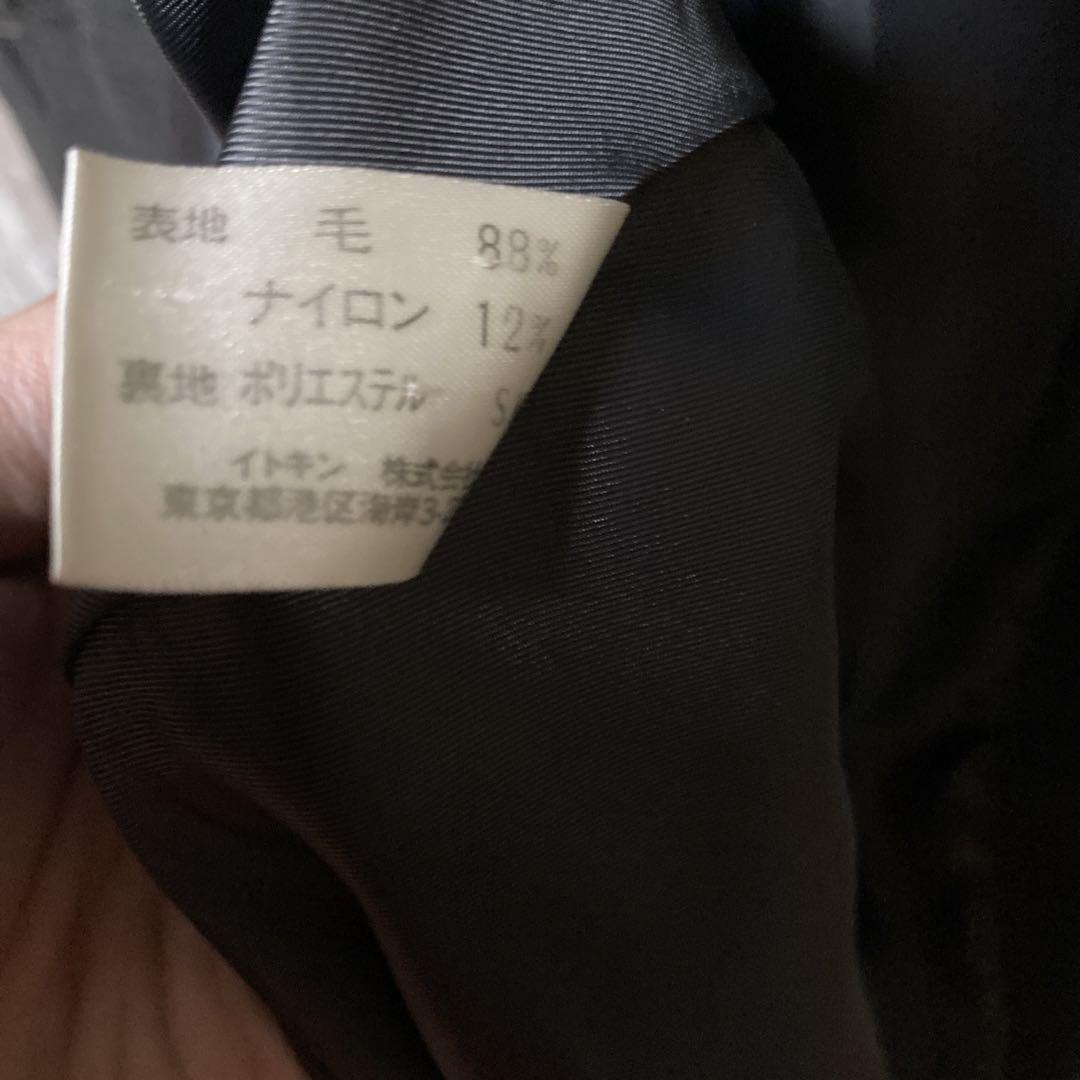 表地 毛 88%
ナイロン 12%
裏地 ポリエステル
イトキン 株式会
東京都港区海岸3-